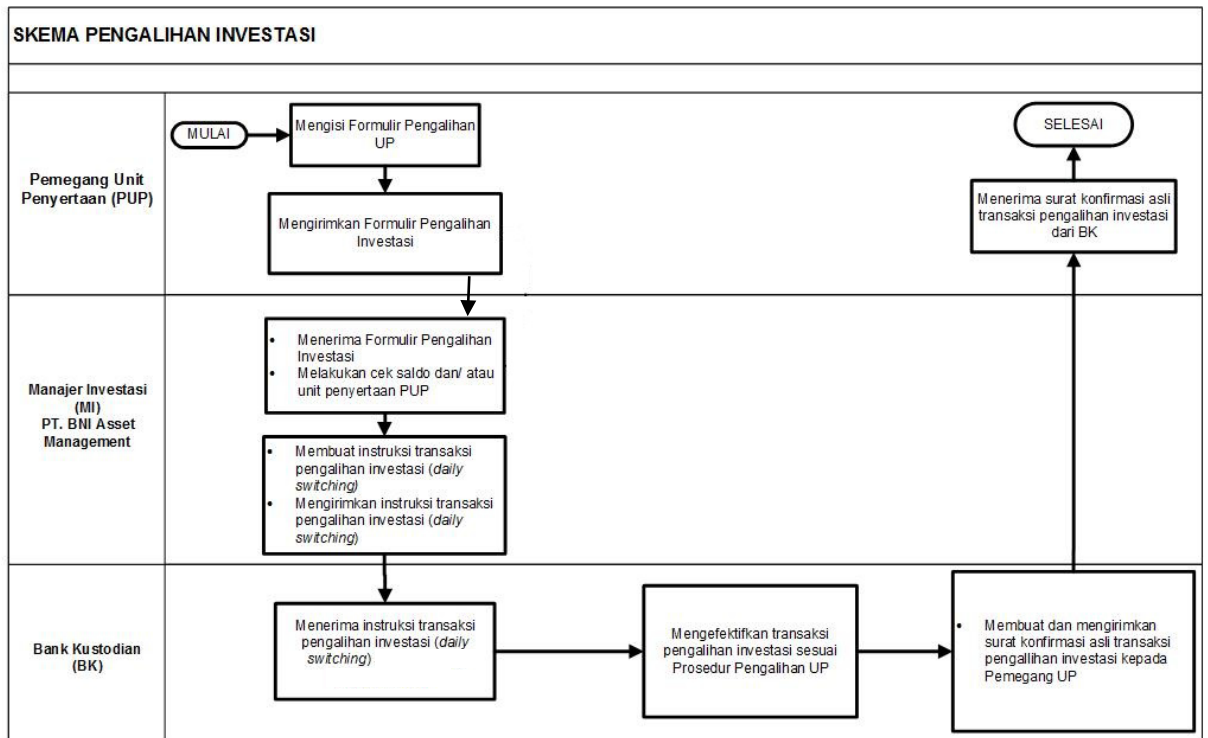 SKEMA PENGALIHAN INVESTASI
Pemegang Unit
Penyertaan (PUP)
MULAI
Mengisi Formulir Pengalihan
UP
Mengirimkan Formulir Pengalihan
Investasi
SELESAI
Menerima surat konfirmasi asli
transaksi pengalihan investasi
dari BK
Manajer Investasi
(MI)
PT. BNI Asset
Management
• Menerima Formulir Pengalihan
Investasi
• Melakukan cek saldo dan/ atau
unit penyertaan PUP
• Membuat instruksi transaksi
pengalihan investasi (daily
switching)
• Mengirimkan instruksi transaksi
pengalihan investasi (daily
switching)
Bank Kustodian
(BK)
Menerima instruksi transaksi
pengalihan investasi (daily
switching)
Mengefektifkan transaksi
pengalihan investasi sesuai
Prosedur Pengalihan UP
• Membuat dan mengirimkan
surat konfirmasi asli transaksi
pengallihan investasi kepada
Pemegang UP